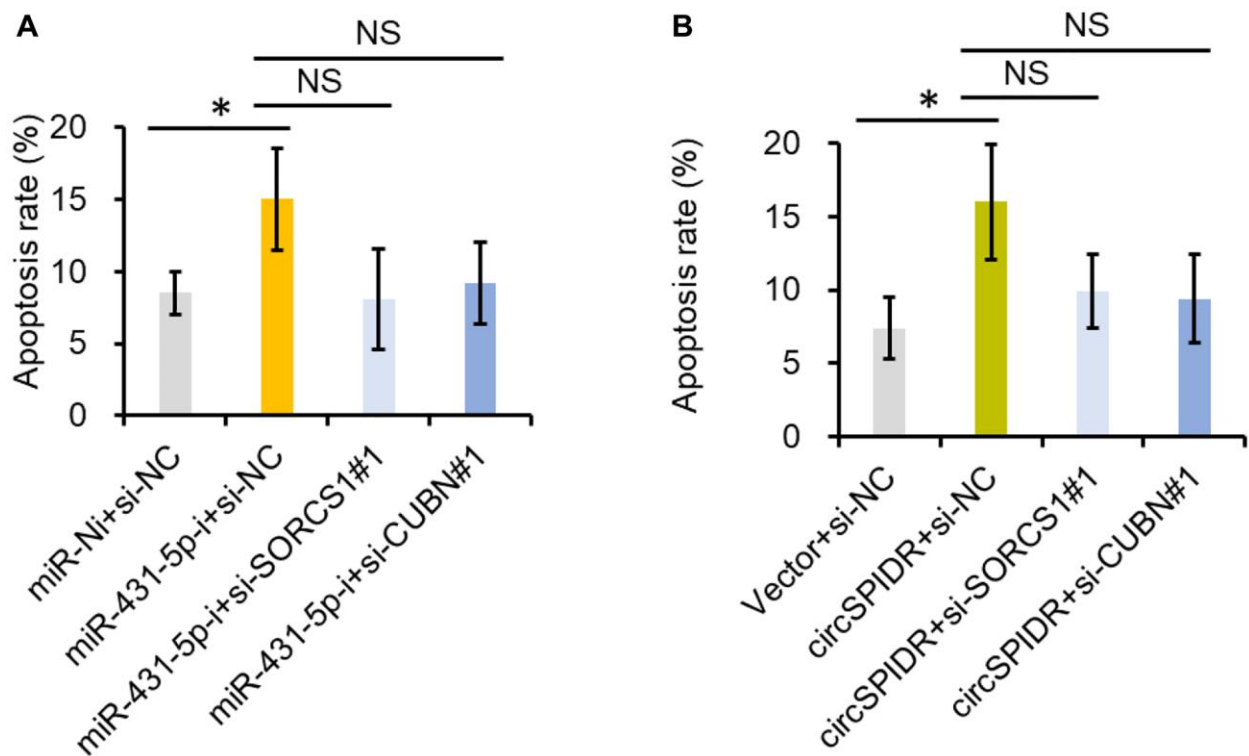 A
NS
NS
*
Apoptosis rate (%)
20
15
10
5
0
miR-Ni+si-NC
miR-431-5p-i+si-NC
miR-431-5p-i+si-SORCS1#1
miR-431-5p-i+si-CUBN#1
B
NS
NS
*
Apoptosis rate (%)
20
15
10
5
0
Vector+si-NC
circSPIDR+si-NC
circSPIDR+si-SORCS1#1
circSPIDR+si-CUBN#1